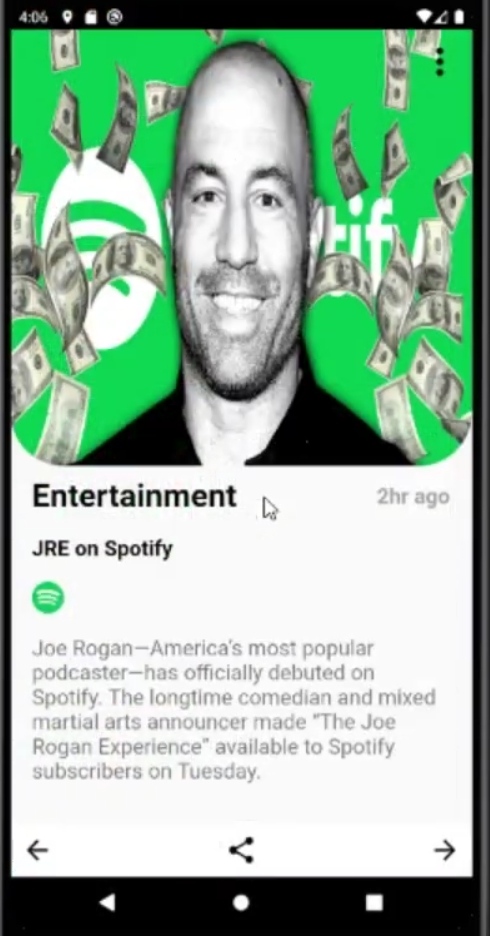 4:06
tify
Entertainment
2hr ago
JRE on Spotify
Joe Rogan—America's most popular
podcaster—has officially debuted on
Spotify. The longtime comedian and mixed
martial arts announcer made "The Joe
Rogan Experience" available to Spotify
subscribers on Tuesday.